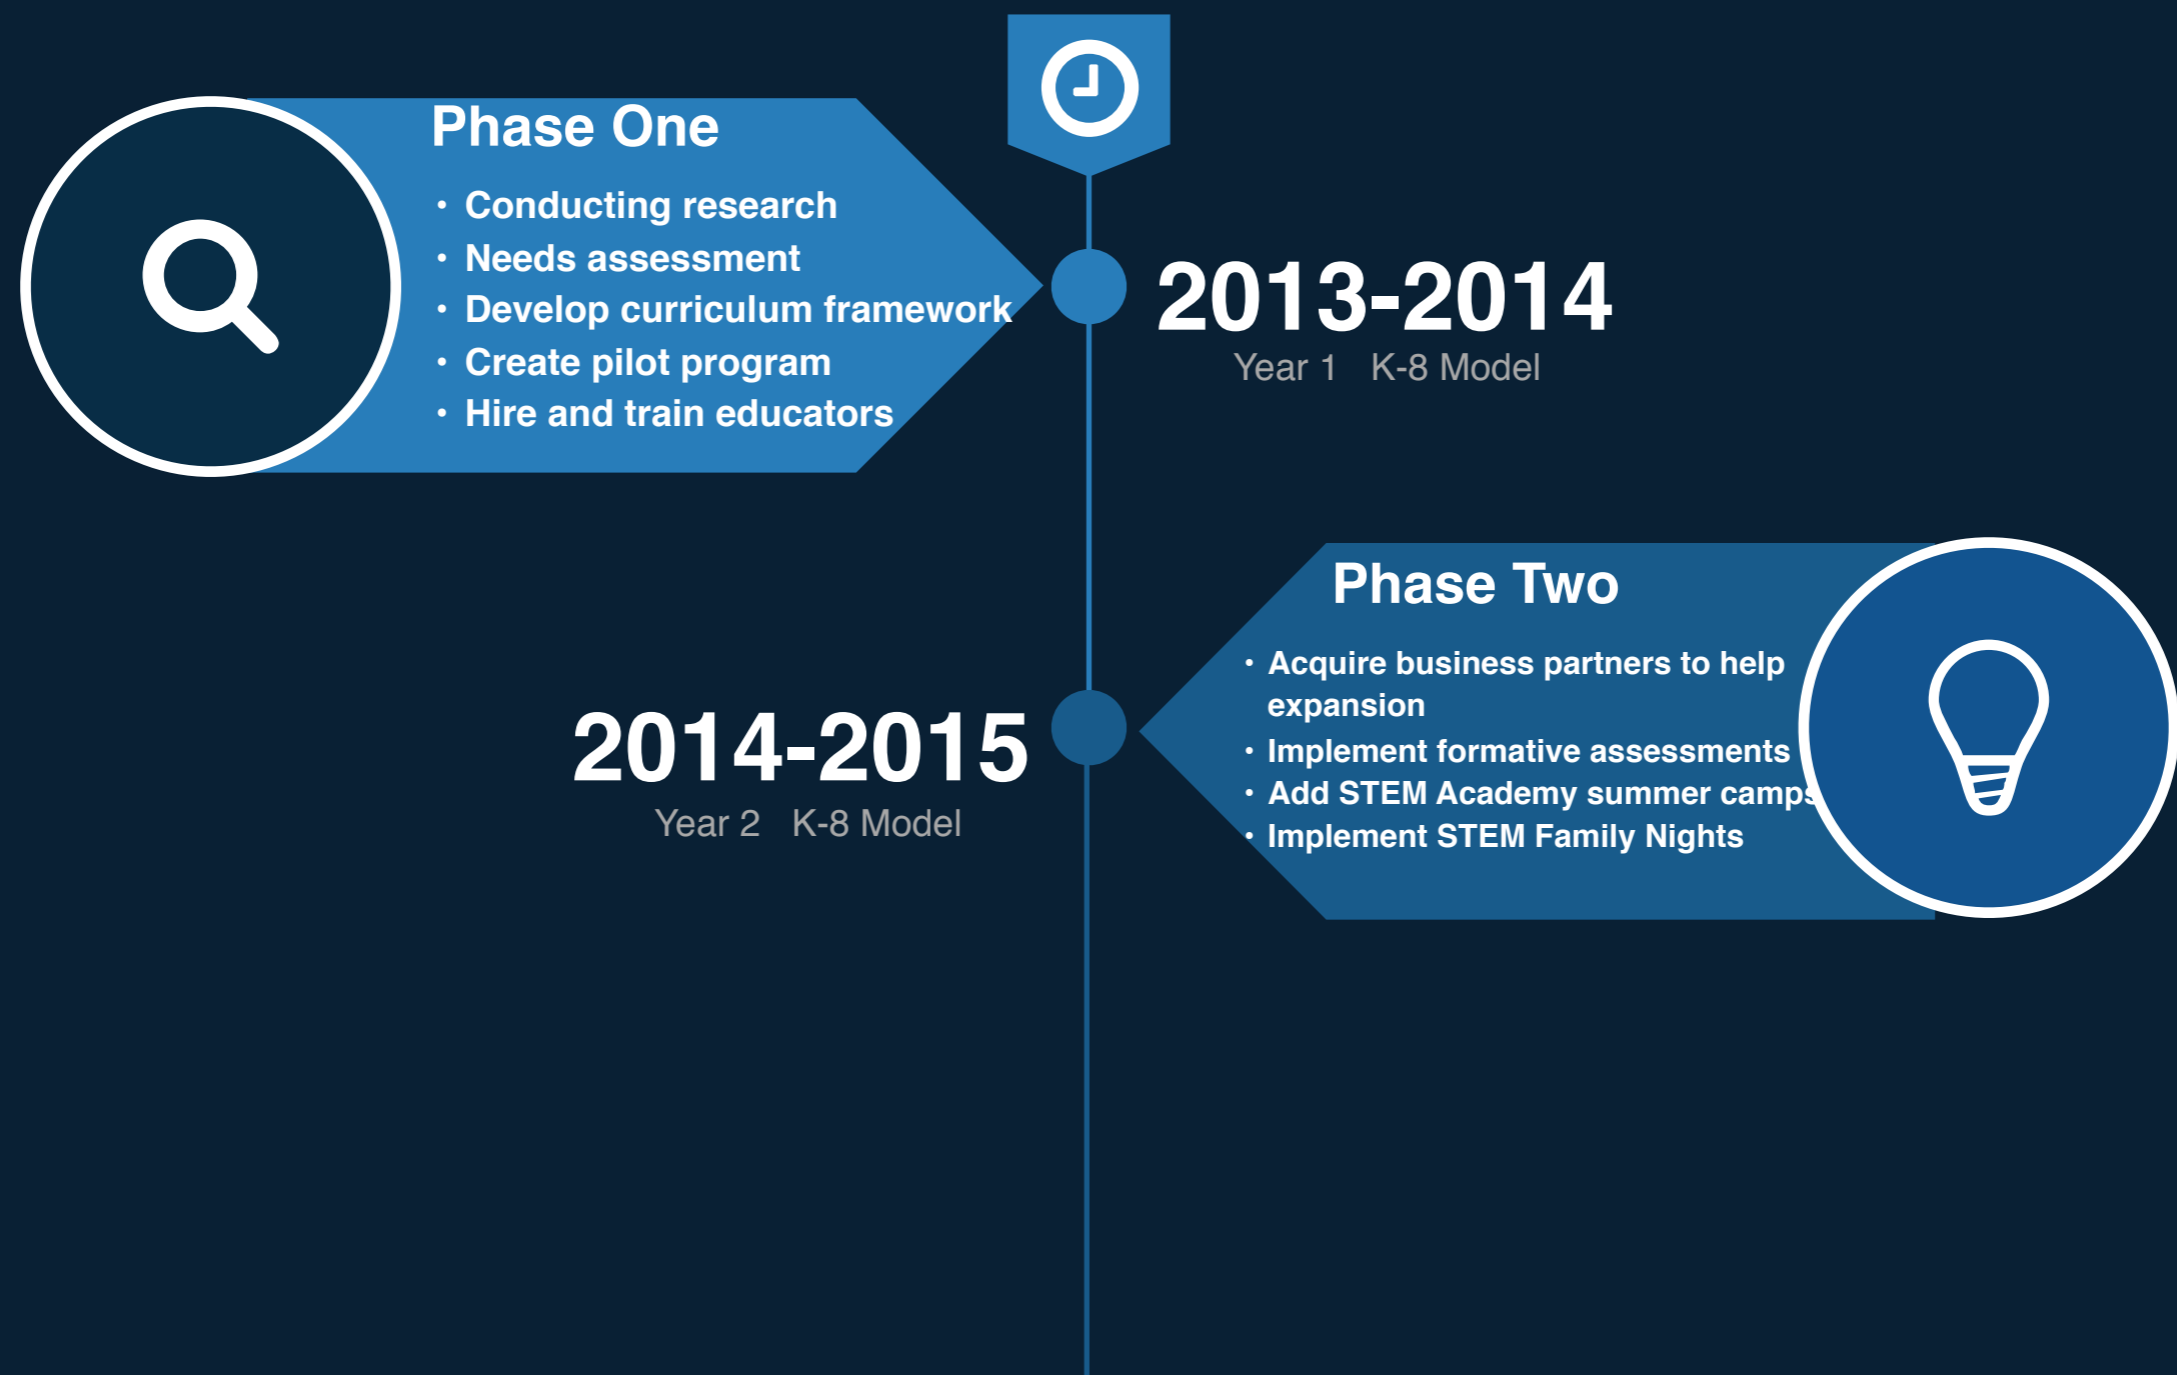 Phase One
• Conducting research
• Needs assessment
• Develop curriculum framework
• Create pilot program
• Hire and train educators
2013-2014
Year 1 K-8 Model
Phase Two
• Acquire business partners to help
expansion
• Implement formative assessments
• Add STEM Academy summer camps
• Implement STEM Family Nights
2014-2015
Year 2 K-8 Model